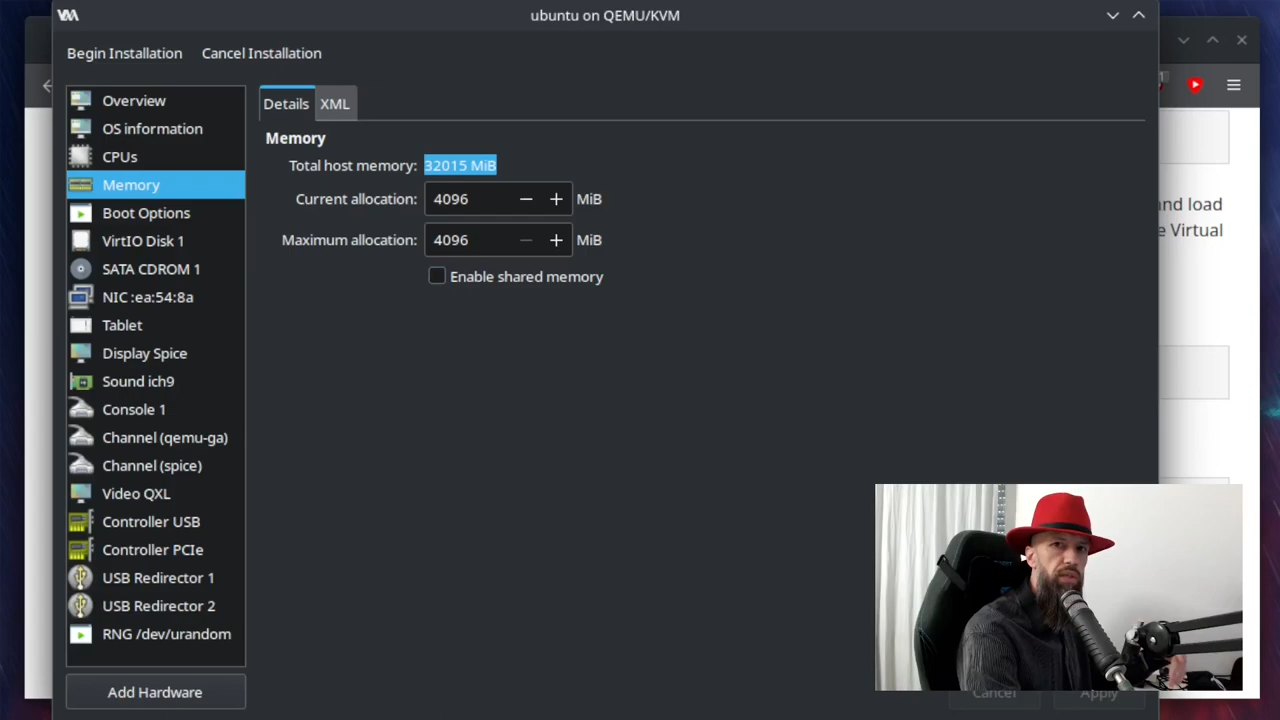 ubuntu on QEMU/KVM
Begin Installation Cancel Installation
Overview
OS information
CPUs
Memory
Boot Options
VirtIO Disk 1
SATA CDROM 1
NIC :ea:54:8a
Tablet
Display Spice
Sound ich9
Console 1
Channel (qemu-ga)
Channel (spice)
Video QXL
Controller USB
Controller PCIe
USB Redirector 1
USB Redirector 2
RNG /dev/urandom
Add Hardware
Details XML
Memory
Total host memory: 32015 MiB
Current allocation: 4096 MiB
Maximum allocation: 4096 MiB
Enable shared memory
Cancel Apply
1
and load
e Virtual